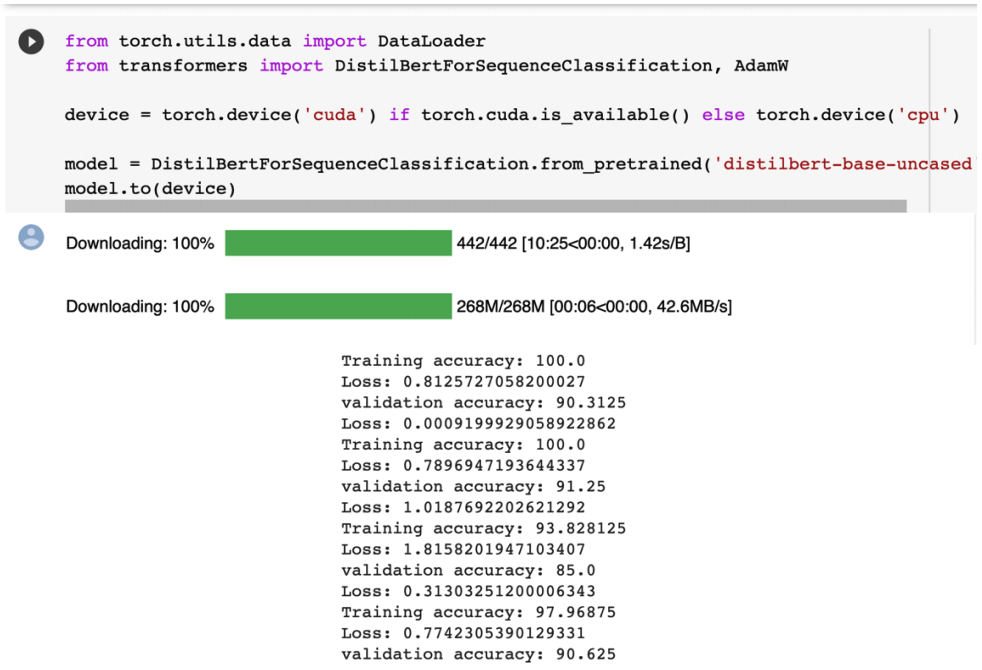 from torch.utils.data import DataLoader
from transformers import DistilBertForSequenceClassification, AdamW
device = torch.device('cuda') if torch.cuda.is_available() else torch.device('cpu')
model = DistilBertForSequenceClassification.from_pretrained('distilbert-base-uncased'
model.to(device)
Downloading: 100% 442/442 [10:25<00:00, 1.42s/B]
Downloading: 100% 268M/268M [00:06<00:00, 42.6MB/s]
Training accuracy: 100.0
Loss: 0.8125727058200027
validation accuracy: 90.3125
Loss: 0.0009199929058922862
Training accuracy: 100.0
Loss: 0.7896947193644337
validation accuracy: 91.25
Loss: 1.0187692202621292
Training accuracy: 93.828125
Loss: 1.8158201947103407
validation accuracy: 85.0
Loss: 0.31303251200006343
Training accuracy: 97.96875
Loss: 0.7742305390129331
validation accuracy: 90.625